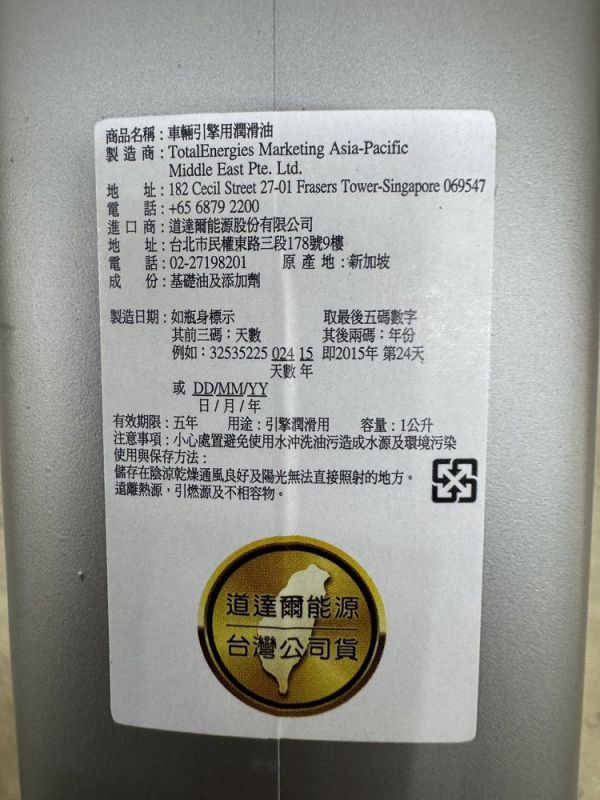 商品名稱：車輛引擎用潤滑油
製造商：TotalEnergies Marketing Asia-Pacific
Middle East Pte. Ltd.
地址：182 Cecil Street 27-01 Frasers Tower-Singapore 069547
電話：+65 6879 2200
進口商：道達爾能源股份有限公司
地址：台北市民權東路三段178號9樓
電話：02-27198201 原產地：新加坡
成份：基礎油及添加劑
製造日期：如瓶身標示 取最後五碼數字
其前三碼：天數 其後兩碼：年份
例如：32535225 024 15 即2015年 第24天
天數 年
或 DD/MM/YY
日/月/年
有效期限：五年 用途：引擎潤滑用 容量：1公升
注意事項：小心處置避免使用水沖洗油污造成水源及環境污染
使用與保存方法：
儲存在陰涼乾燥通風良好及陽光無法直接照射的地方。
遠離熱源，引燃源及不相容物。
道達爾能源
台灣公司貨